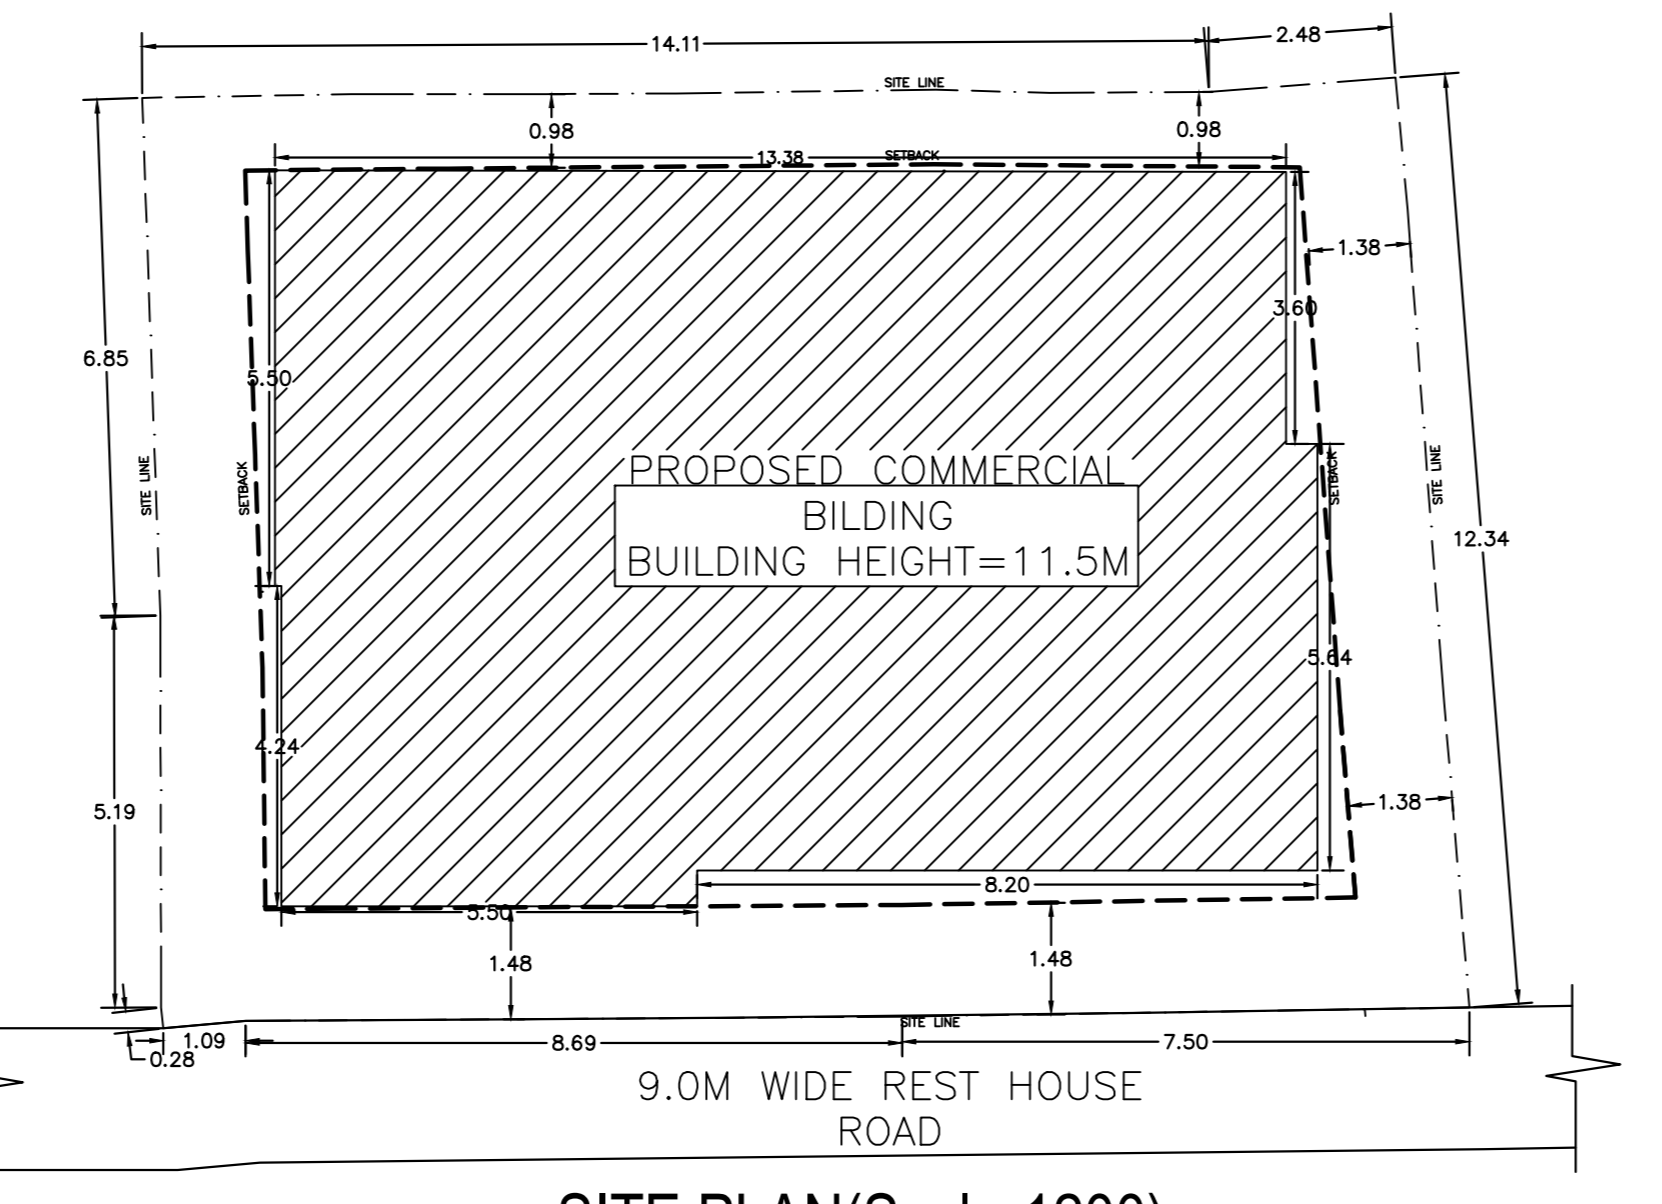 14.11
2.48
SITE LINE
0.98
0.98
13.38
SETBACK
1.38
3.60
6.85
5.50
PROPOSED COMMERCIAL
BILDING
BUILDING HEIGHT=11.5M
SITE LINE
SETBACK
SETBACK
SITE LINE
12.34
5.64
4.24
5.19
1.38
8.20
5.50
1.48
1.48
SITE LINE
1.09
8.69
7.50
0.28
9.0M WIDE REST HOUSE
ROAD
SITE PLAN